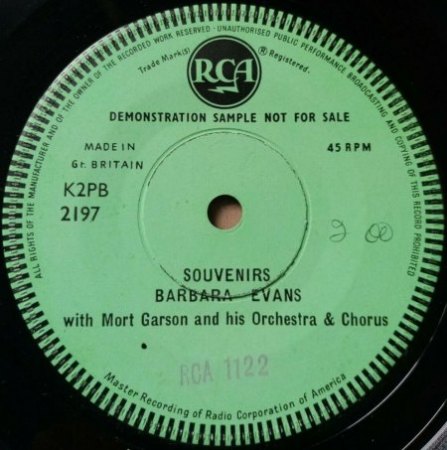 ALL RIGHTS OF THE MANUFACTURER AND OF THE OWNER OF THE RECORDED WORK RESERVED - UNAUTHORISED PUBLIC PERFORMANCE BROADCASTING AND COPYING OF THIS RECORD PROHIBITED
RCA
Trade Mark(s) ® Registered.
DEMONSTRATION SAMPLE NOT FOR SALE
MADE IN
Gt. BRITAIN
45 RPM
K2PB
2197
SOUVENIRS
BARBARA EVANS
with Mort Garson and his Orchestra & Chorus
RCA 1122
Master Recording of Radio Corporation of America